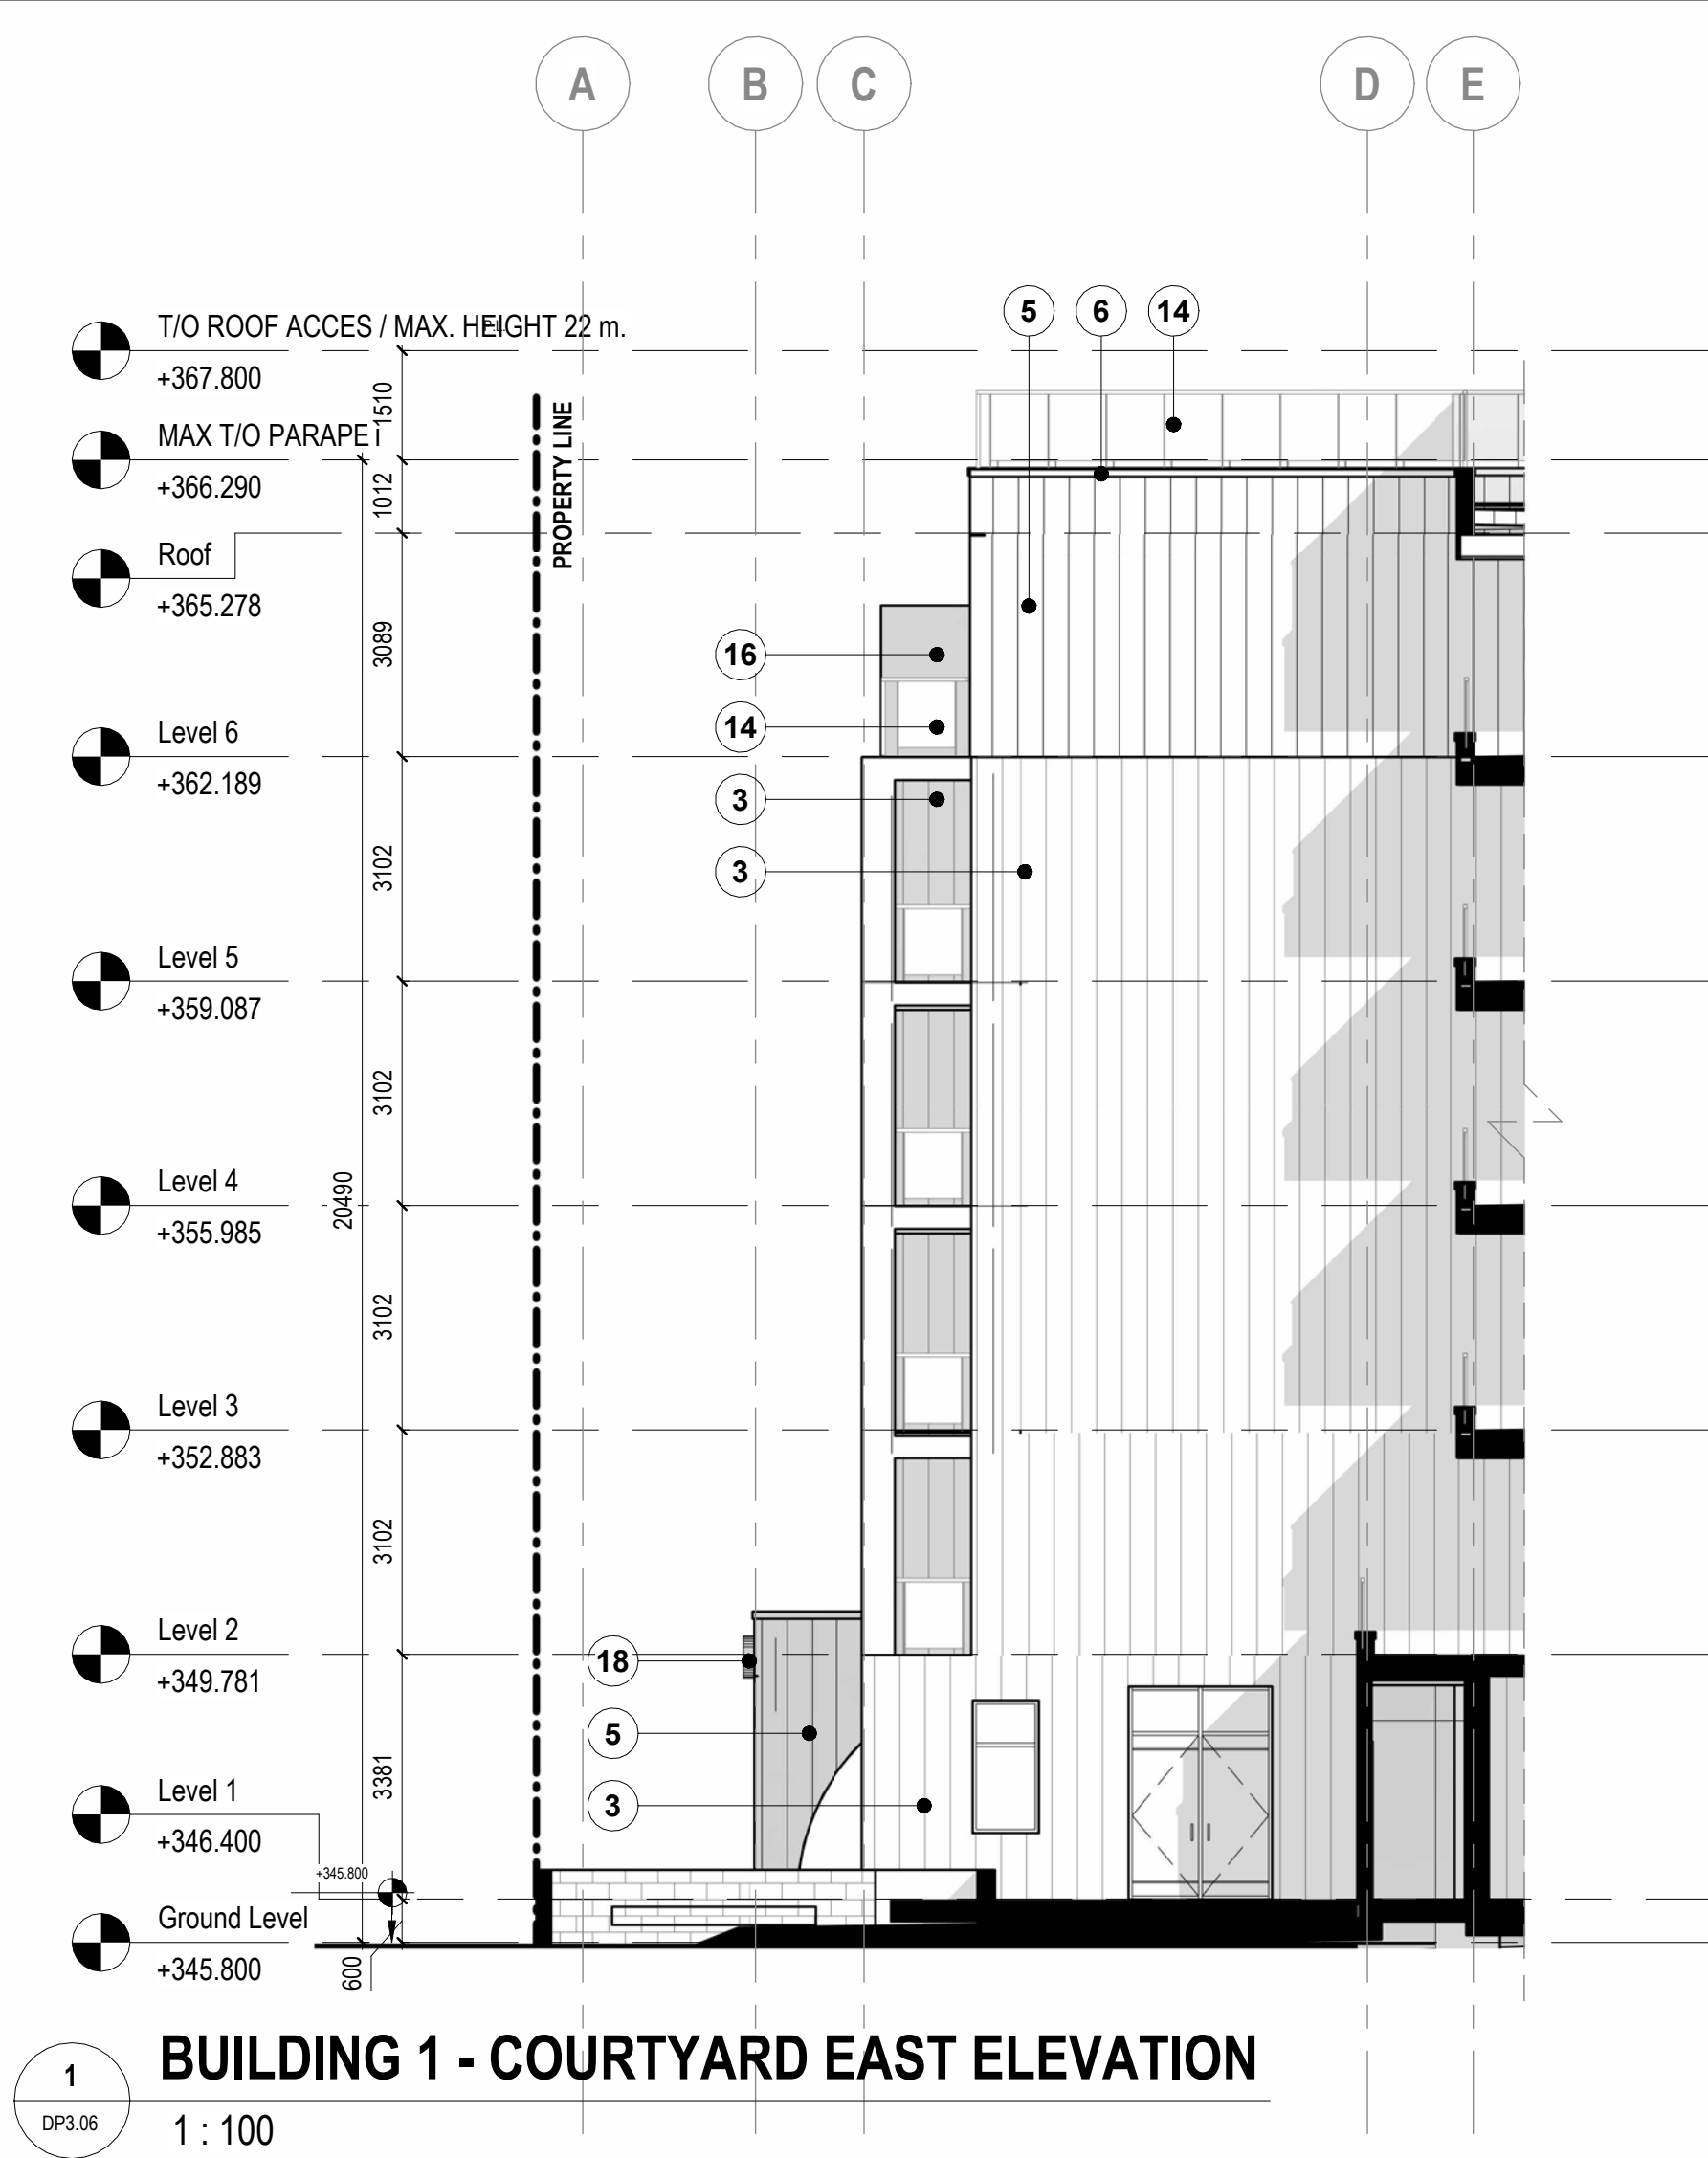 A B C D E
5 6 14
T/O ROOF ACCES / MAX. HEIGHT 22 m.
+367.800
1510
MAX T/O PARAPET
+366.290
1012
PROPERTY LINE
Roof
+365.278
3089
16
14
Level 6
+362.189
3
3
3102
Level 5
+359.087
3102
Level 4
+355.985
20490
3102
Level 3
+352.883
3102
Level 2
+349.781
18
5
3381
Level 1
+346.400
3
+345.800
Ground Level
+345.800
600
1
DP3.06
BUILDING 1 - COURTYARD EAST ELEVATION
1 : 100